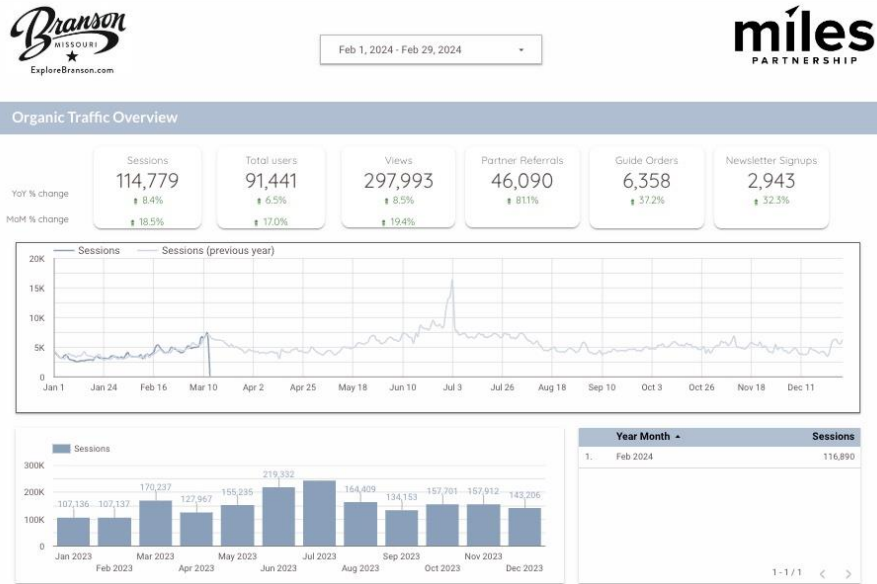 Branson
MISSOURI
ExploreBranson.com
Feb 1, 2024 - Feb 29, 2024
miles
PARTNERSHIP
Organic Traffic Overview
Sessions Total users Views Partner Referrals Guide Orders Newsletter Signups
114,779 91,441 297,993 46,090 6,358 2,943
YoY % change 8.4% 6.5% 8.5% 81.1% 37.2% 32.3%
MoM % change 18.5% 17.0% 19.4%
Sessions Sessions (previous year)
20K
15K
10K
5K
0
Jan 1 Jan 24 Feb 16 Mar 10 Apr 2 Apr 25 May 18 Jun 10 Jul 3 Jul 26 Aug 18 Sep 10 Oct 3 Oct 26 Nov 18 Dec 11
Sessions
300K
200K
100K
0
107,136 107,137 170,237 127,967 155,235 219,332 164,409 134,153 157,701 157,912 143,206
Jan 2023 Mar 2023 May 2023 Jul 2023 Sep 2023 Nov 2023
Feb 2023 Apr 2023 Jun 2023 Aug 2023 Oct 2023 Dec 2023
Year Month Sessions
1. Feb 2024 116,890
1 - 1 / 1